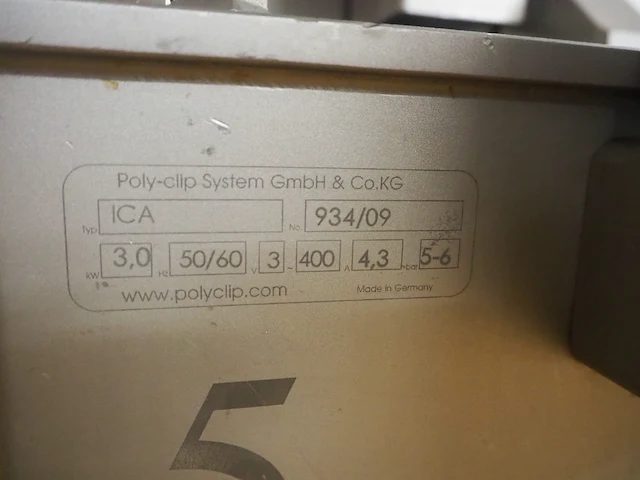 Poly-clip System GmbH & Co.KG
Typ ICA No. 934/09
kW 3,0 Hz 50/60 V 3~ 400 A 4,3 bar 5-6
www.polyclip.com Made in Germany
5